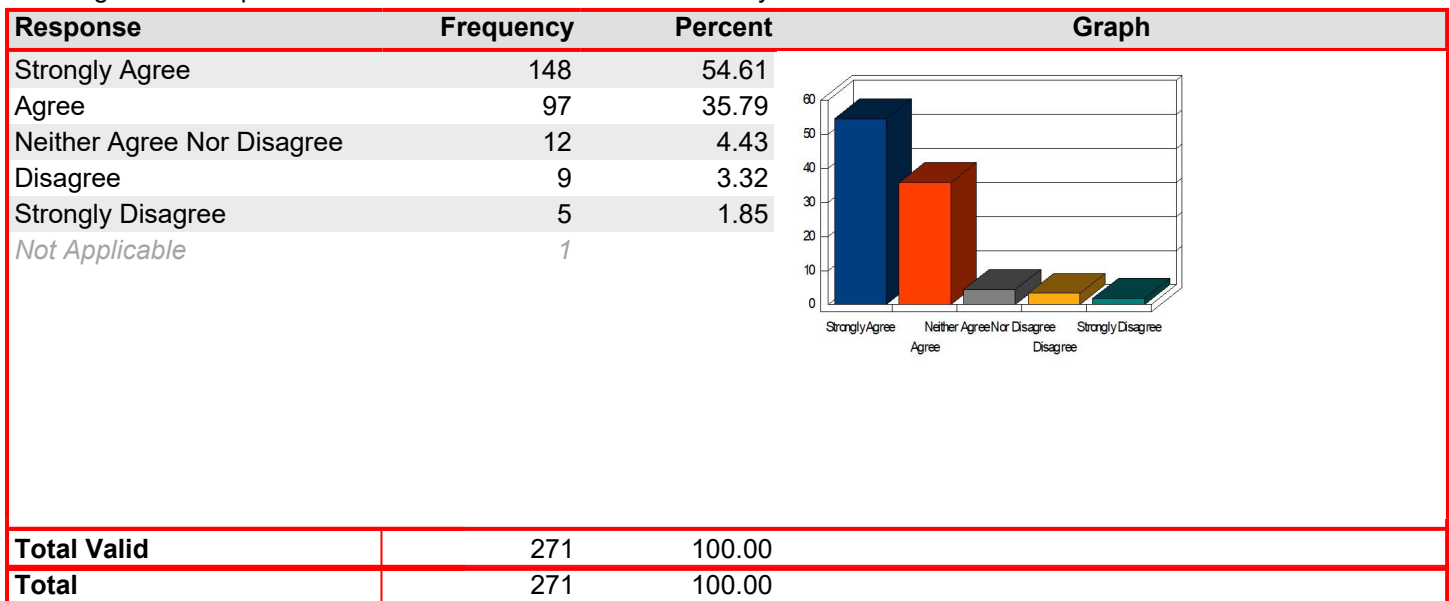 Response Frequency Percent Graph
Strongly Agree 148 54.61
Agree 97 35.79
Neither Agree Nor Disagree 12 4.43
Disagree 9 3.32
Strongly Disagree 5 1.85
Not Applicable 1
60
50
40
30
20
10
0
Strongly Agree Neither Agree Nor Disagree Strongly Disagree
Agree Disagree
Total Valid 271 100.00
Total 271 100.00